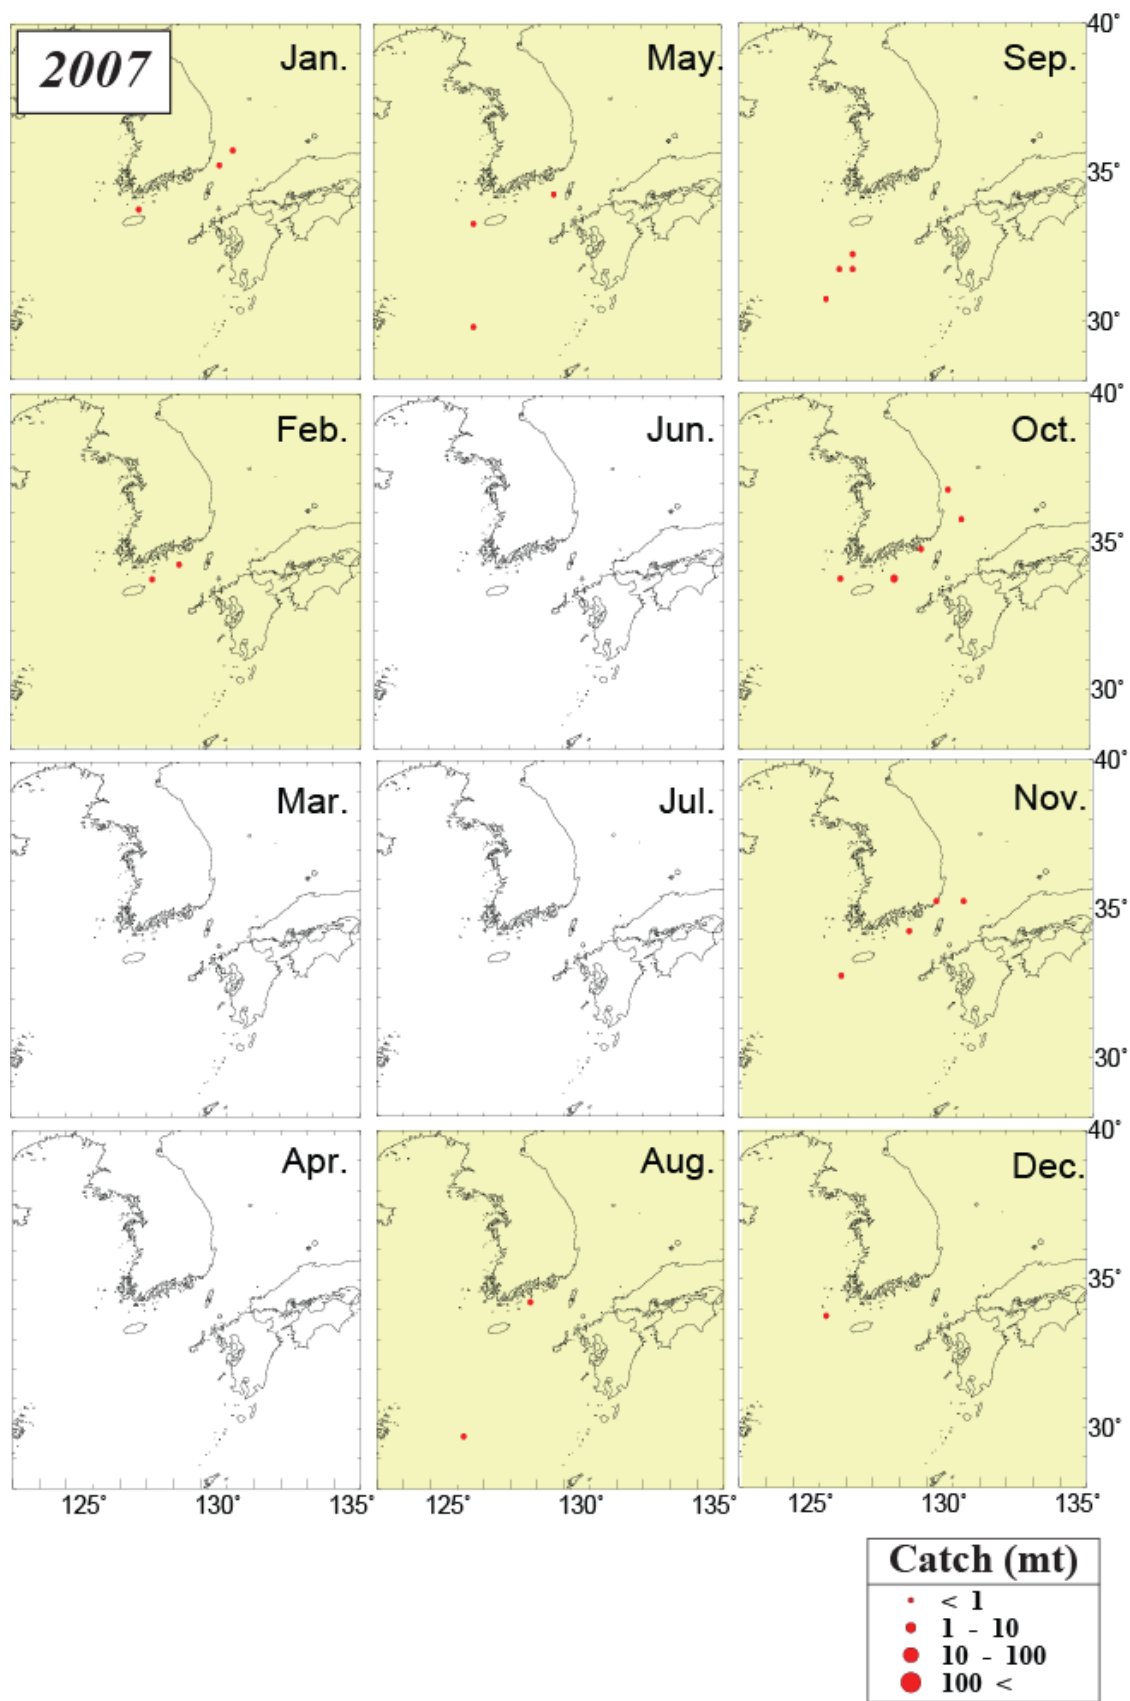 2007
Jan.
May.
Sep.
40°
35°
30°
Feb.
Jun.
Oct.
40°
35°
30°
Mar.
Jul.
Nov.
40°
35°
30°
Apr.
Aug.
Dec.
40°
35°
30°
125° 130° 135° 125° 130° 135° 125° 130° 135°
Catch (mt)
< 1
1 - 10
10 - 100
100 <